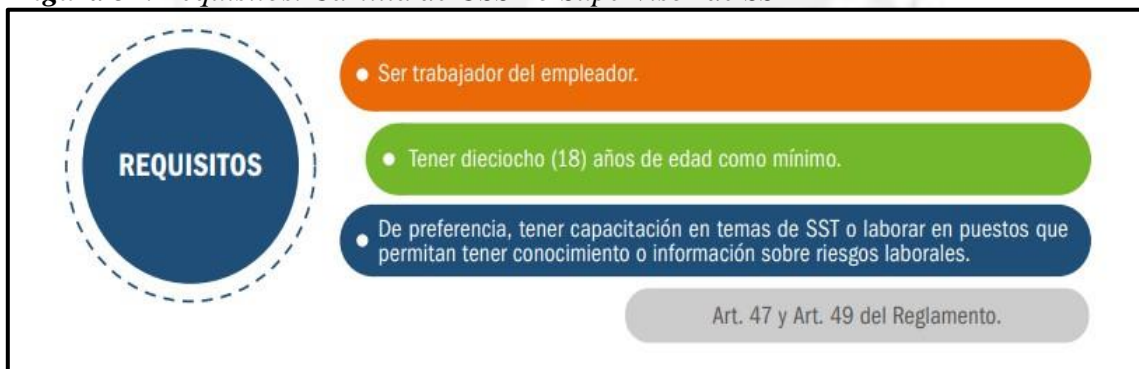 REQUISITOS
• Ser trabajador del empleador.
• Tener dieciocho (18) años de edad como mínimo.
• De preferencia, tener capacitación en temas de SST o laborar en puestos que
permitan tener conocimiento o información sobre riesgos laborales.
Art. 47 y Art. 49 del Reglamento.